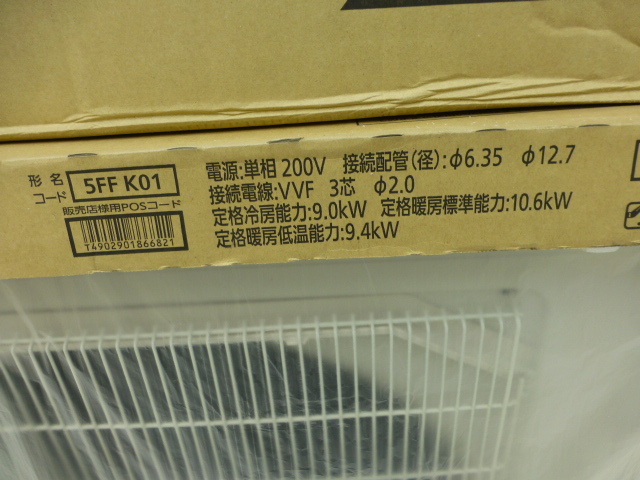 形名
コード
5FF K01
販売店様用POSコード
T4902901866821
電源:単相 200V 接続配管(径):φ6.35 φ12.7
接続電線:VVF 3芯 φ2.0
定格冷房能力:9.0kW 定格暖房標準能力:10.6kW
定格暖房低温能力:9.4kW